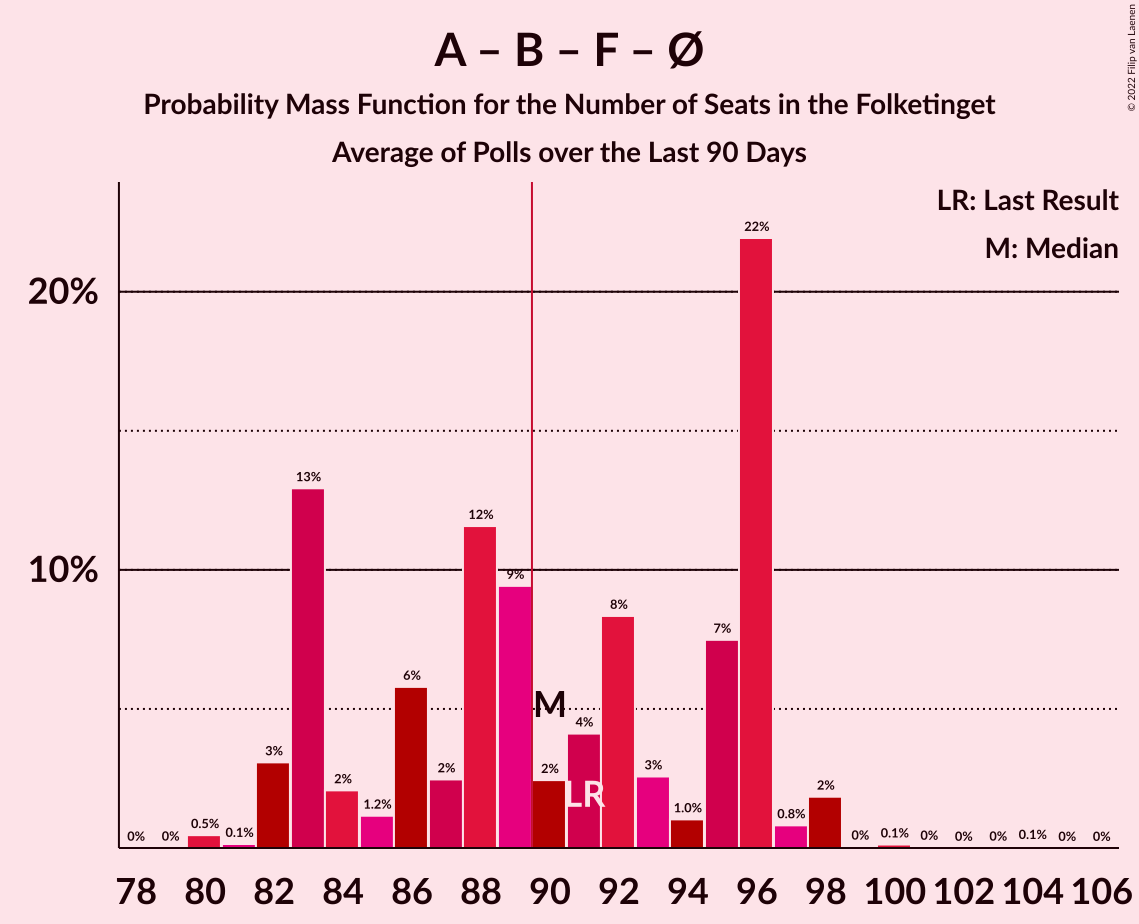 A – B – F – Ø
Probability Mass Function for the Number of Seats in the Folketinget
Average of Polls over the Last 90 Days
© 2022 Filip van Laenen
LR: Last Result
M: Median
20%
10%
0% 0% 0.5% 0.1% 3% 13% 2% 1.2% 6% 2% 12% 9% 2% 4% 8% 3% 1.0% 7% 22% 0.8% 2% 0% 0.1% 0% 0% 0% 0.1% 0% 0%
M
LR
78 80 82 84 86 88 90 92 94 96 98 100 102 104 106